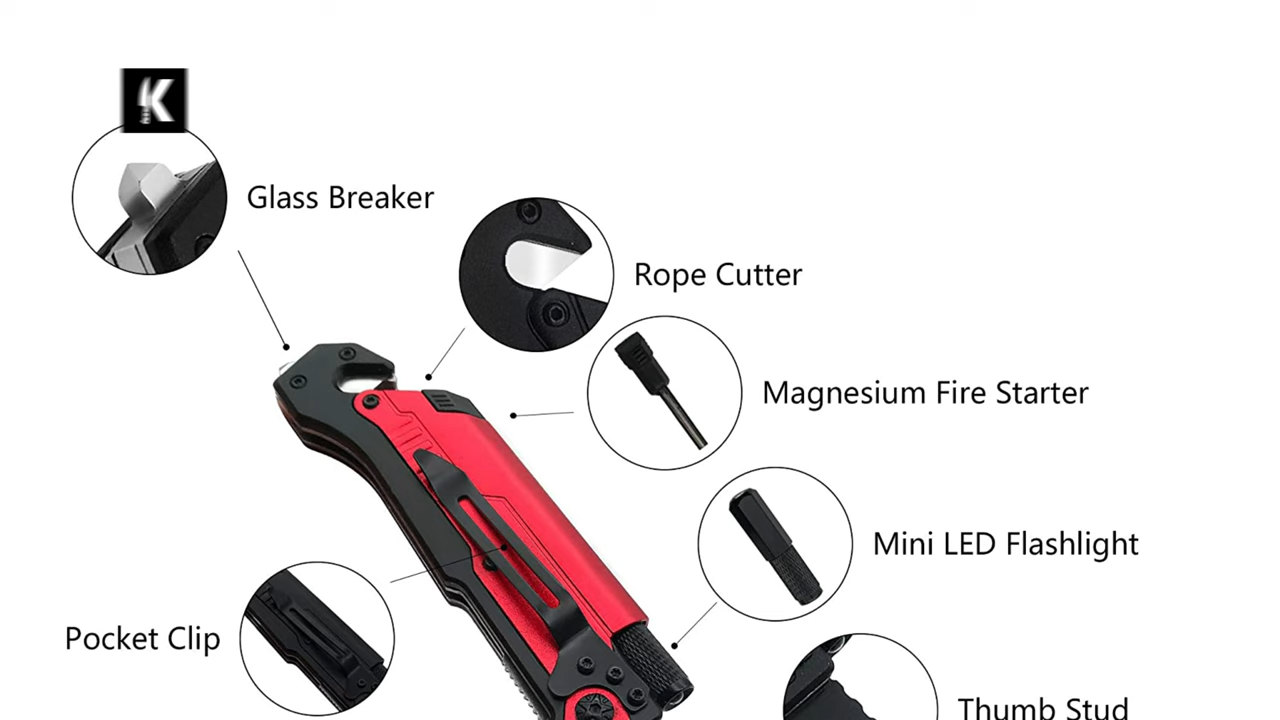 K
Glass Breaker
Rope Cutter
Magnesium Fire Starter
Mini LED Flashlight
Pocket Clip
Thumb Stud